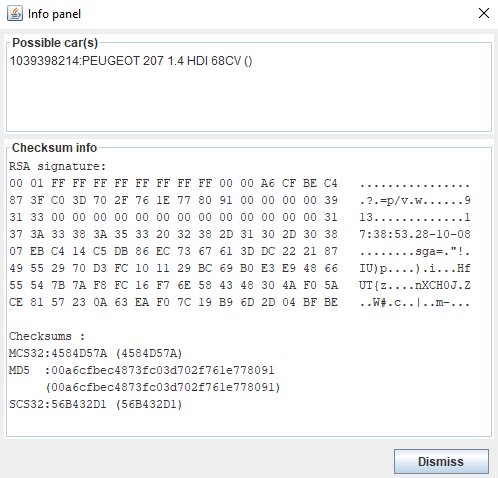 Info panel
Possible car(s)
1039398214:PEUGEOT 207 1.4 HDI 68CV ()
Checksum info
RSA signature:
00 01 FF FF FF FF FF FF FF FF 00 00 A6 CF BE C4 ................
87 3F C0 3D 70 2F 76 1E 77 80 91 00 00 00 00 39 .?.=p/v.w......9
31 33 00 00 00 00 00 00 00 00 00 00 00 00 00 31 13.............1
37 3A 33 38 3A 35 33 20 32 38 2D 31 30 2D 30 38 7:38:53.28-10-08
07 EB C4 14 C5 DB 86 EC 73 67 61 3D DC 22 21 87 ........sga=."!.
49 55 29 70 D3 FC 10 11 29 BC 69 B0 E3 E9 48 66 IU)p....).i...Hf
55 54 7B 7A F8 FC 16 F7 6E 58 43 48 30 4A F0 5A UT{z....nXCH0J.Z
CE 81 57 23 0A 63 EA F0 7C 19 B9 6D 2D 04 BF BE ..W#.c..|..m-...
Checksums :
MCS32:4584D57A (4584D57A)
MD5 :00a6cfbec4873fc03d702f761e778091
(00a6cfbec4873fc03d702f761e778091)
SCS32:56B432D1 (56B432D1)
Dismiss